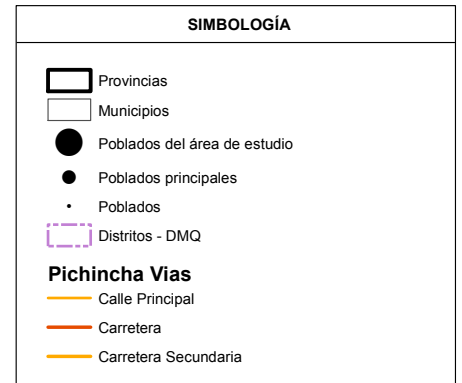 SIMBOLOGÍA
Provincias
Municipios
Poblados del área de estudio
Poblados principales
Poblados
Distritos - DMQ
Pichincha Vias
Calle Principal
Carretera
Carretera Secundaria